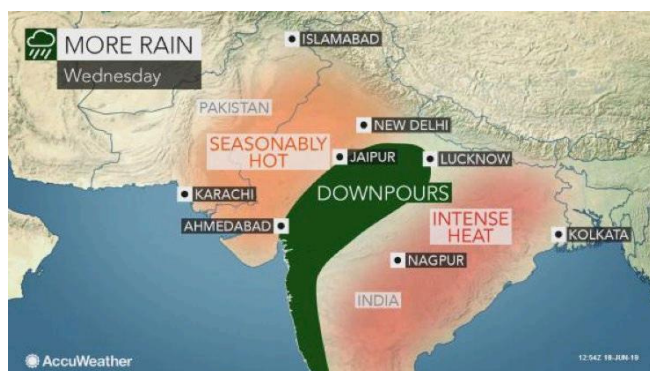 MORE RAIN
Wednesday
ISLAMABAD
PAKISTAN
NEW DELHI
SEASONABLY
HOT
JAIPUR
LUCKNOW
KARACHI
DOWNPOURS
AHMEDABAD
INTENSE
HEAT
KOLKATA
NAGPUR
INDIA
AccuWeather
12:54Z 18-JUN-19